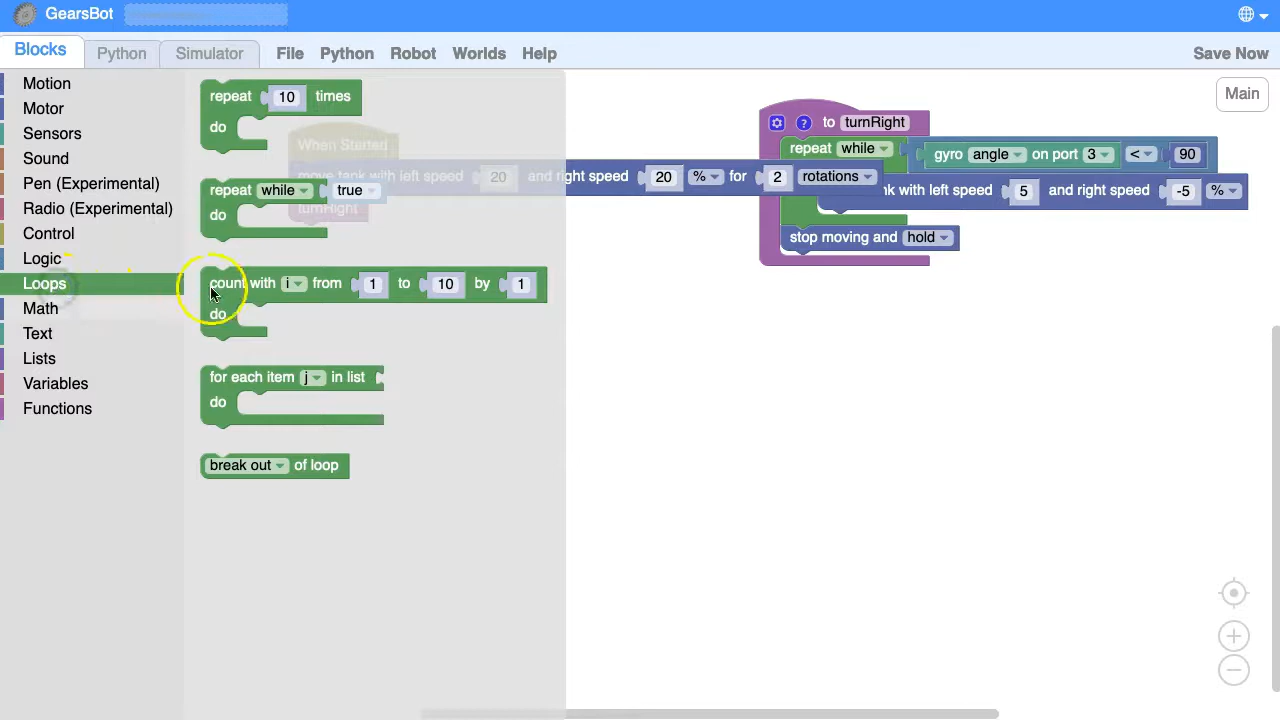 GearsBot
Blocks Python Simulator File Python Robot Worlds Help Save Now
Main
Motion
Motor
Sensors
Sound
Pen (Experimental)
Radio (Experimental)
Control
Logic
Loops
Math
Text
Lists
Variables
Functions
repeat 10 times
do
repeat while true
do
count with i from 1 to 10 by 1
do
for each item j in list
do
break out of loop
When Started
move tank with left speed 20 and right speed 20 % for 2 rotations
turnRight
? to turnRight
repeat while gyro angle on port 3 < 90
nk with left speed 5 and right speed -5 %
stop moving and hold